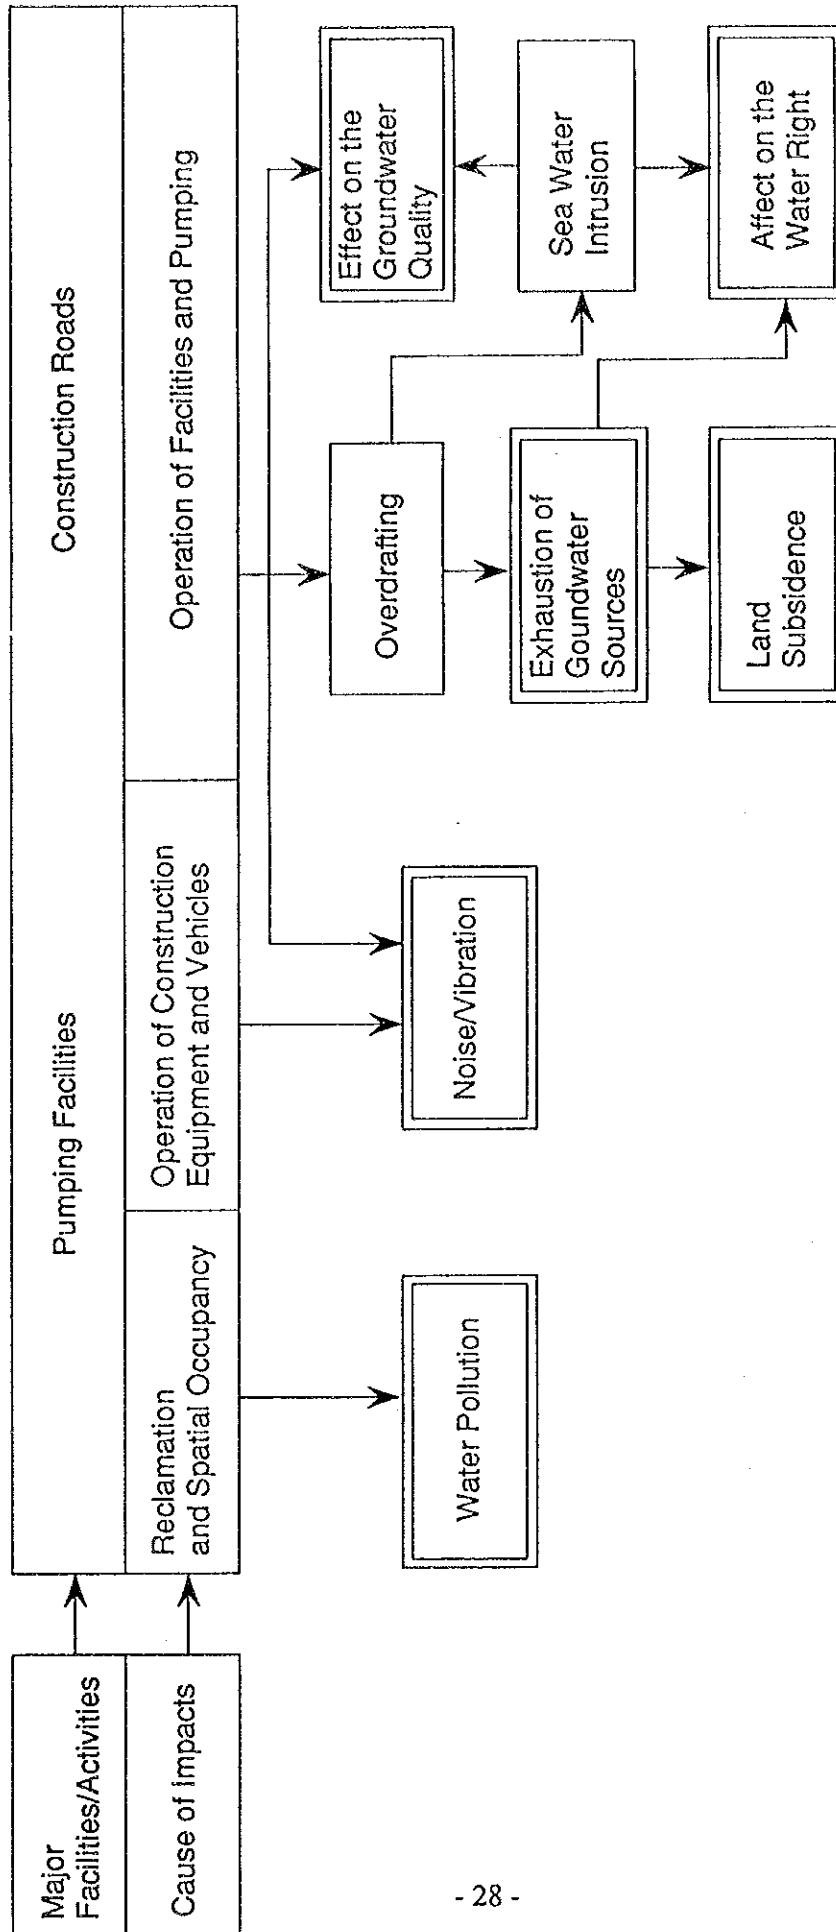 Major
Facilities/Activities
Pumping Facilities
Construction Roads
Cause of Impacts
Reclamation
and Spatial Occupancy
Operation of Construction
Equipment and Vehicles
Operation of Facilities and Pumping
Water Pollution
Noise/Vibration
Overdrafting
Effect on the
Groundwater
Quality
Exhaustion of
Goundwater
Sources
Sea Water
Intrusion
Land
Subsidence
Affect on the
Water Right
- 28 -